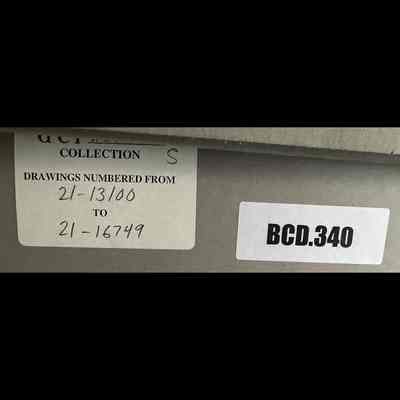 COLLECTION S
DRAWINGS NUMBERED FROM
21-13100
TO
21-16749
BCD.340